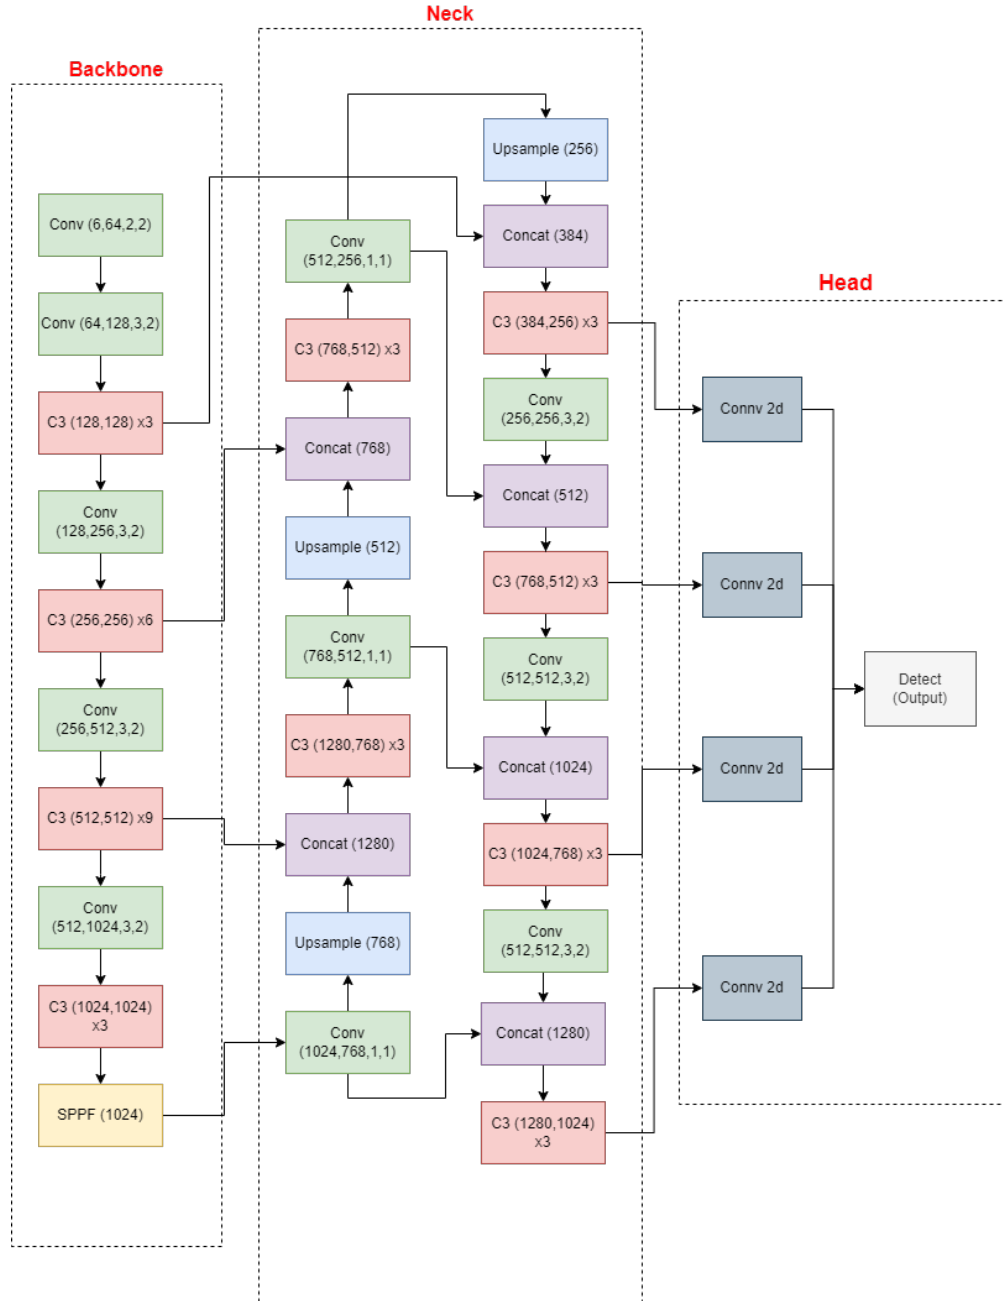 Neck
Backbone
Conv (6,64,2,2)
Conv (64,128,3,2)
C3 (128,128) x3
Conv
(128,256,3,2)
C3 (256,256) x6
Conv
(256,512,3,2)
C3 (512,512) x9
Conv
(512,1024,3,2)
C3 (1024,1024)
x3
SPPF (1024)
Conv
(512,256,1,1)
C3 (768,512) x3
Concat (768)
Upsample (512)
Conv
(768,512,1,1)
C3 (1280,768) x3
Concat (1280)
Upsample (768)
Conv
(1024,768,1,1)
Upsample (256)
Concat (384)
C3 (384,256) x3
Conv
(256,256,3,2)
Concat (512)
C3 (768,512) x3
Conv
(512,512,3,2)
Concat (1024)
C3 (1024,768) x3
Conv
(512,512,3,2)
Concat (1280)
C3 (1280,1024)
x3
Head
Connv 2d
Connv 2d
Connv 2d
Connv 2d
Detect
(Output)